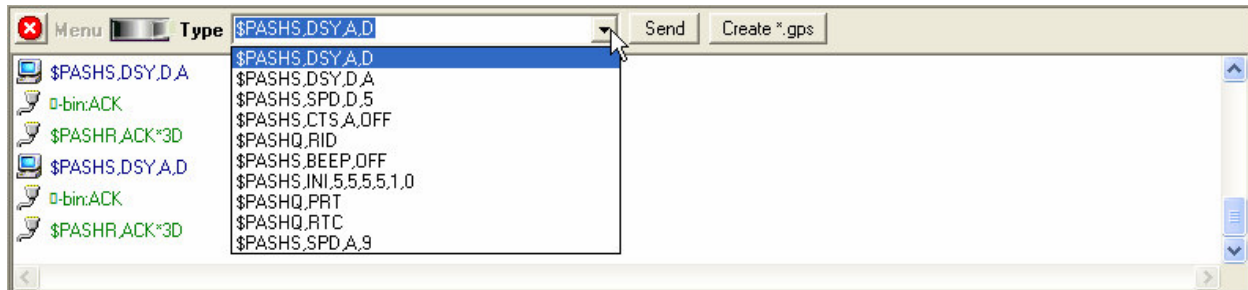 Menu Type $PASHS,DSY,A,D Send Create *.gps
$PASHS,DSY,D,A
-bin:ACK
$PASHR,ACK*3D
$PASHS,DSY,A,D
-bin:ACK
$PASHR,ACK*3D
$PASHS,DSY,A,D
$PASHS,DSY,D,A
$PASHS,SPD,D,5
$PASHS,CTS,A,OFF
$PASHQ,RID
$PASHS,BEEP,OFF
$PASHS,INI,5,5,5,5,1,0
$PASHQ,PRT
$PASHQ,RTC
$PASHS,SPD,A,9